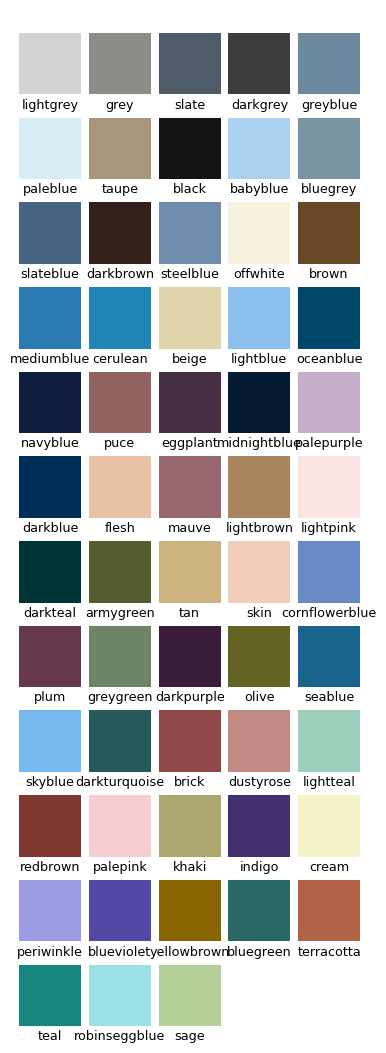 lightgrey grey slate darkgrey greyblue
paleblue taupe black babyblue bluegrey
slateblue darkbrown steelblue offwhite brown
mediumblue cerulean beige lightblue oceanblue
navyblue puce eggplant midnightblue palepurple
darkblue flesh mauve lightbrown lightpink
darkteal armygreen tan skin cornflowerblue
plum greygreen darkpurple olive seablue
skyblue darkturquoise brick dustyrose lightteal
redbrown palepink khaki indigo cream
periwinkle blueviolet yellowbrown bluegreen terracotta
teal robinseggblue sage